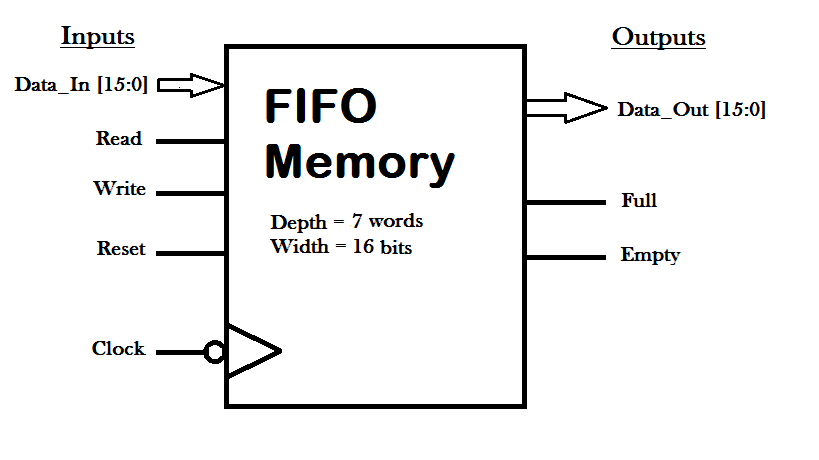 Inputs
Outputs
Data_In [15:0]
Data_Out [15:0]
FIFO
Memory
Read
Write
Depth = 7 words
Width = 16 bits
Full
Reset
Empty
Clock